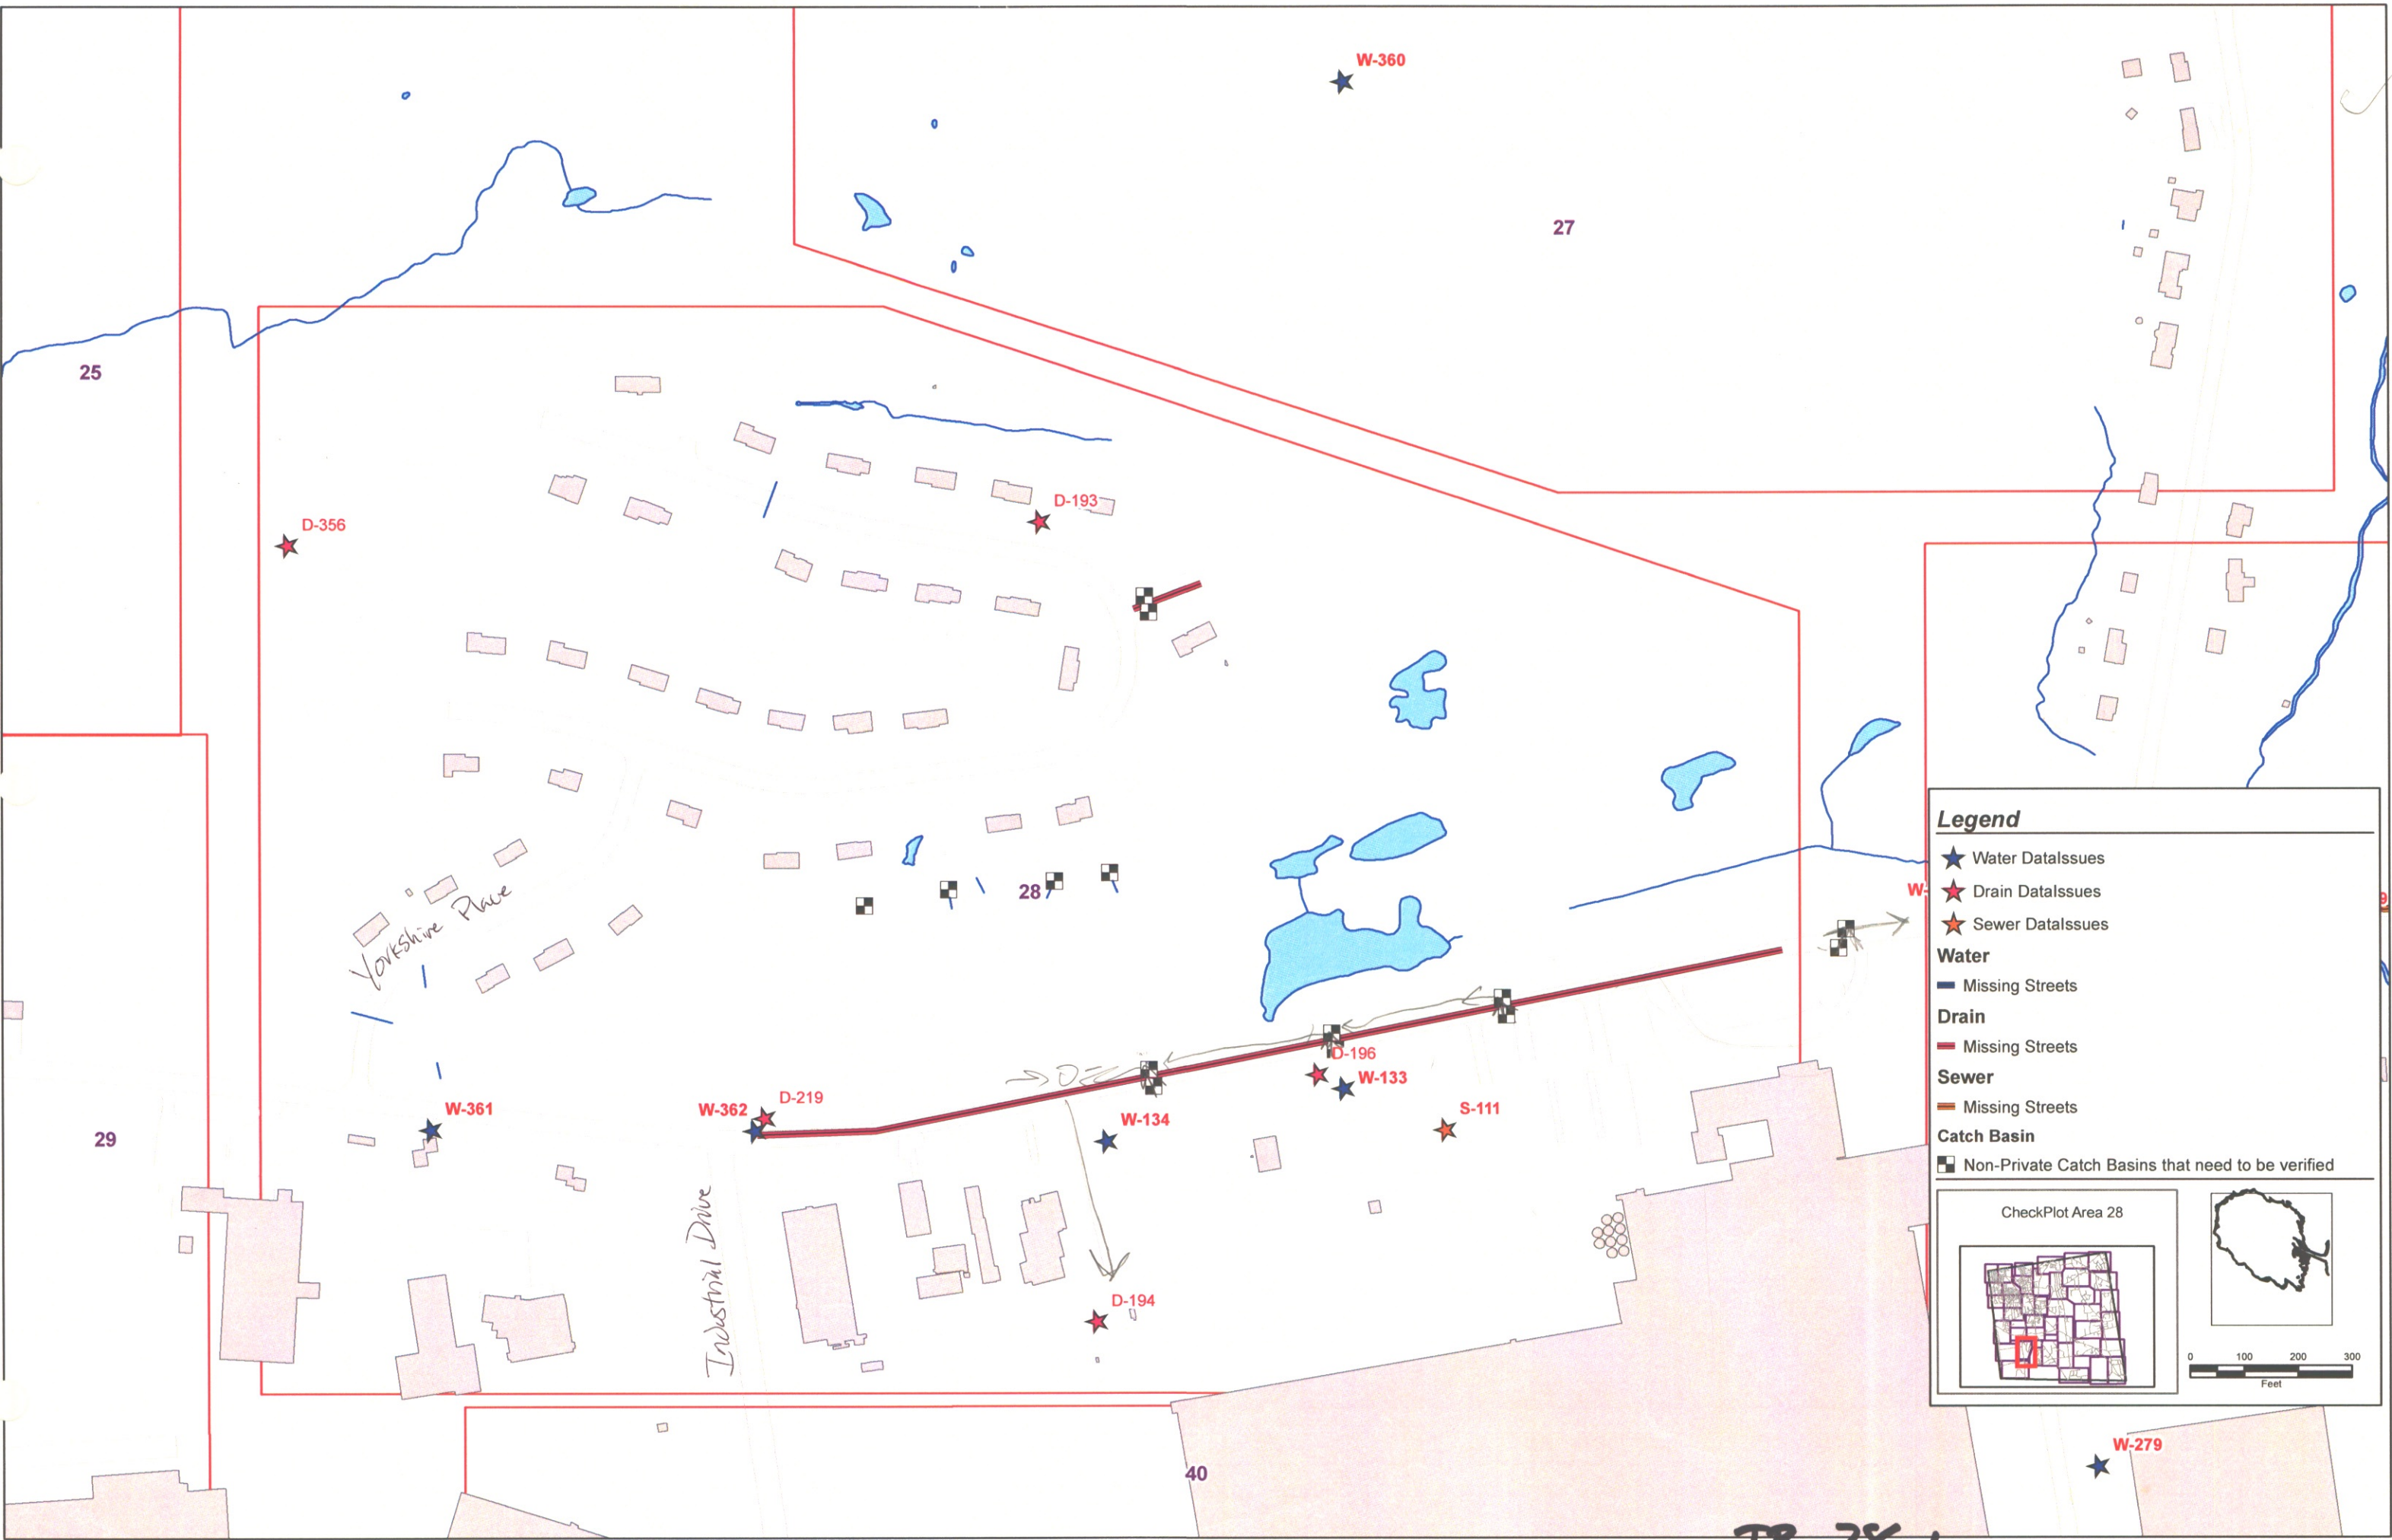 W-360
27
25
D-193
D-356
28
Yorkshire Place
Legend
Water DataIssues
Drain DataIssues
Sewer DataIssues
Water
Missing Streets
Drain
Missing Streets
Sewer
Missing Streets
Catch Basin
Non-Private Catch Basins that need to be verified
W-
9
D-196
W-133
W-361
W-362
D-219
W-134
S-111
29
Industrial Drive
D-194
CheckPlot Area 28
0 100 200 300
Feet
W-279
40